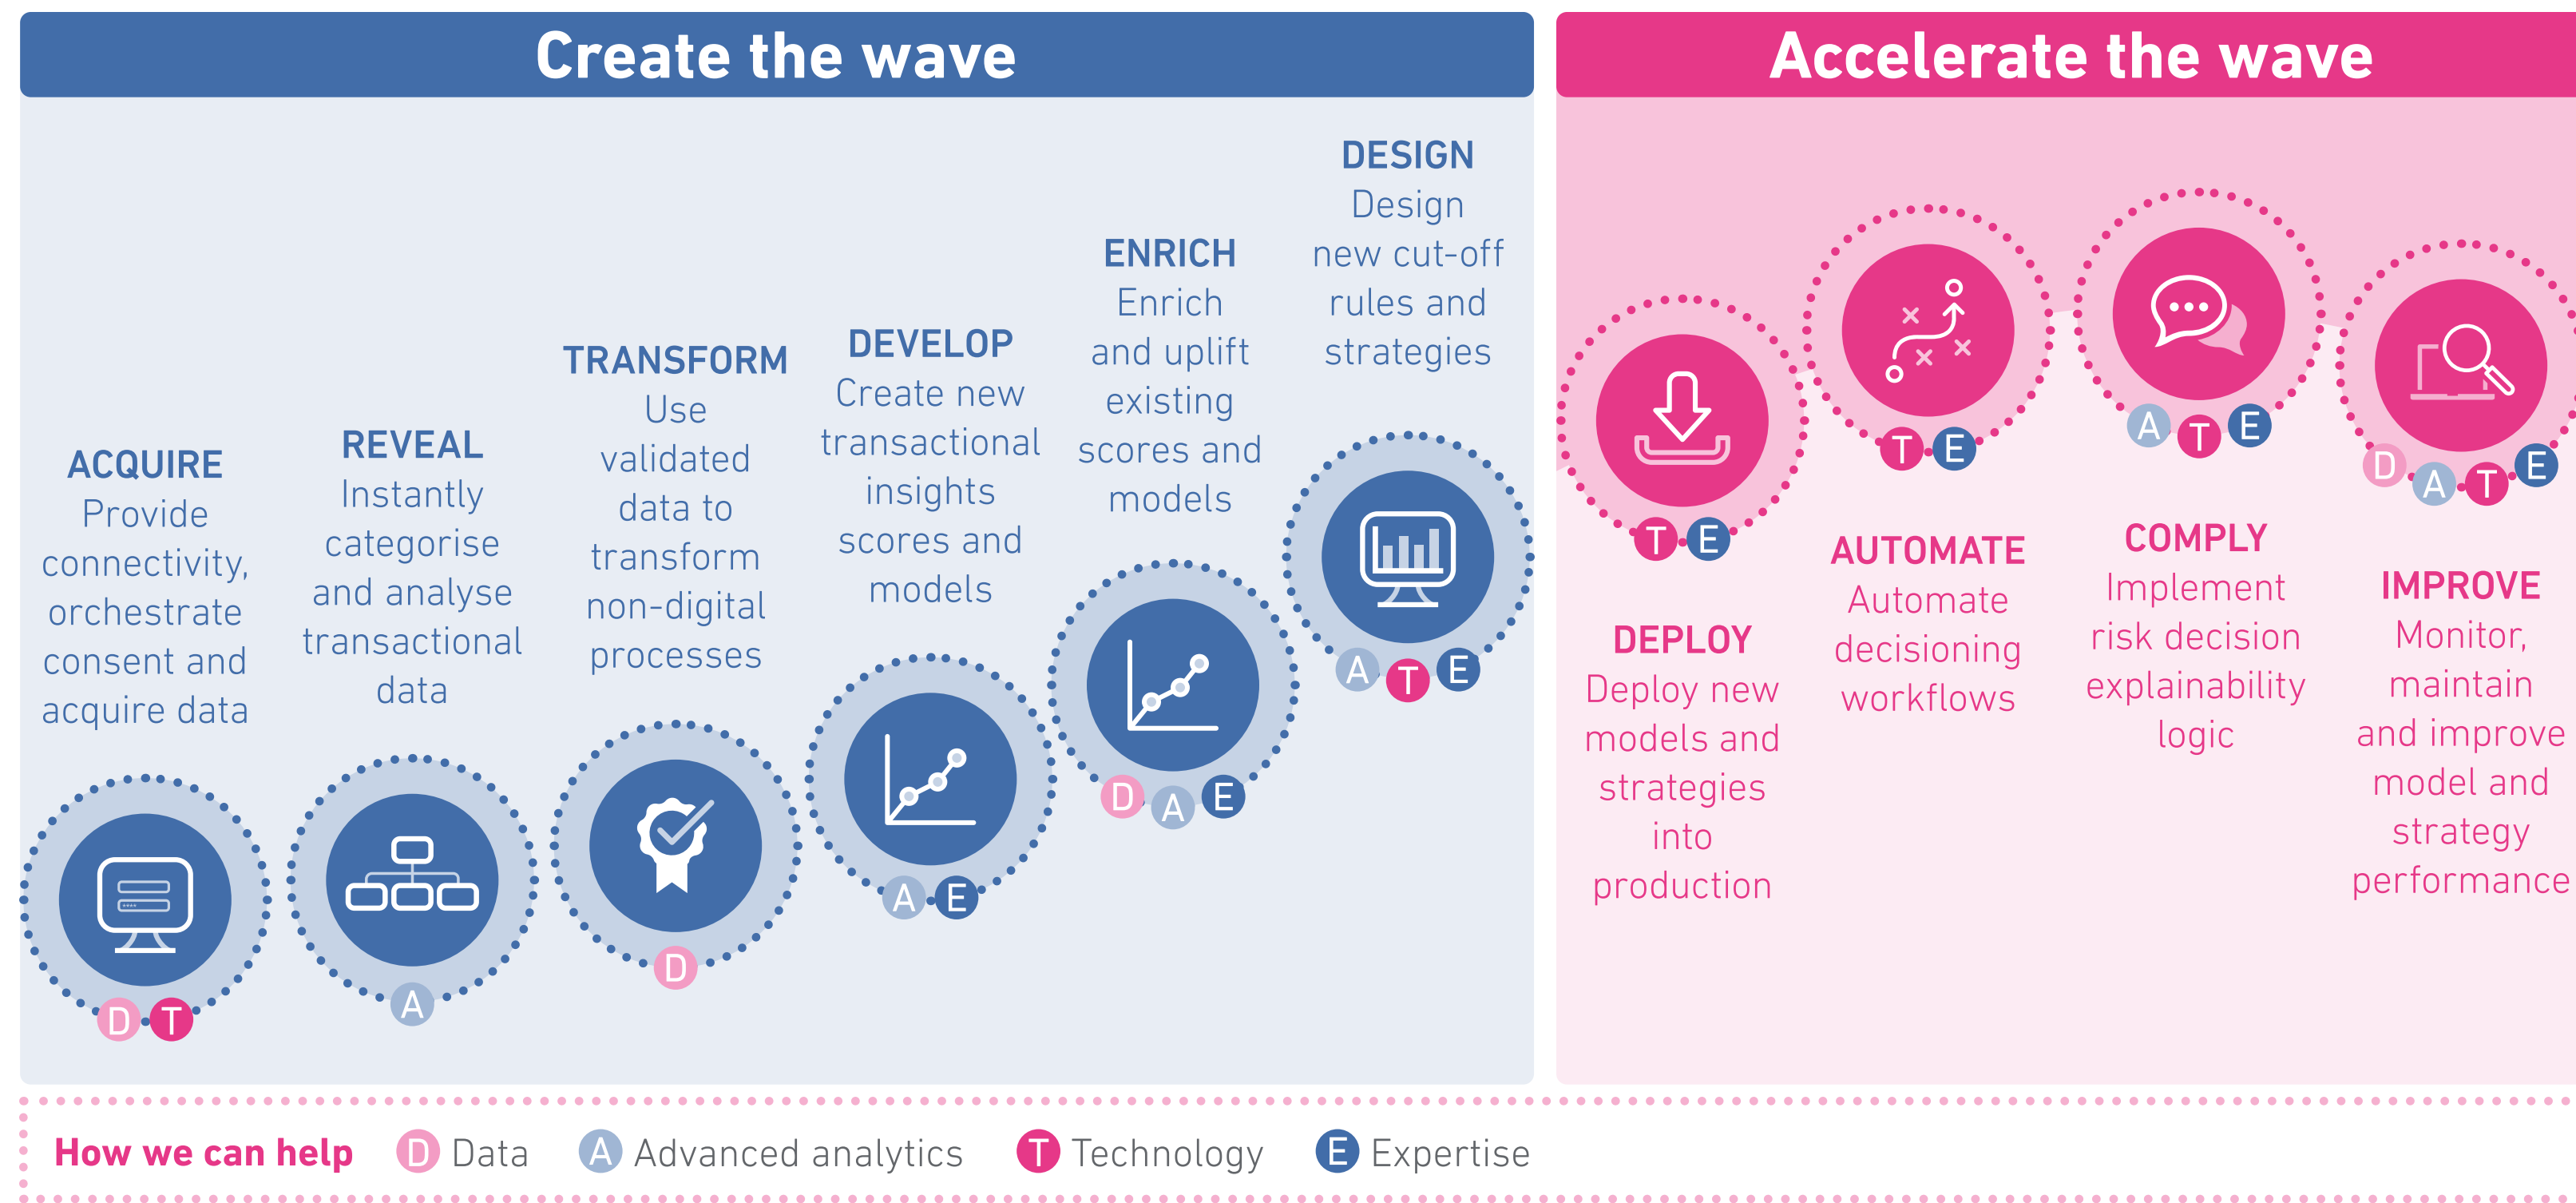 Create the wave
ACQUIRE
Provide
connectivity,
orchestrate
consent and
acquire data
D T
REVEAL
Instantly
categorise
and analyse
transactional
data
A
TRANSFORM
Use
validated
data to
transform
non-digital
processes
D
DEVELOP
Create new
transactional
insights
scores and
models
A E
ENRICH
Enrich
and uplift
existing
scores and
models
D A E
DESIGN
Design
new cut-off
rules and
strategies
A T E
Accelerate the wave
T E
DEPLOY
Deploy new
models and
strategies
into
production
T E
AUTOMATE
Automate
decisioning
workflows
A T E
COMPLY
Implement
risk decision
explainability
logic
D A T E
IMPROVE
Monitor,
maintain
and improve
model and
strategy
performance
How we can help D Data A Advanced analytics T Technology E Expertise